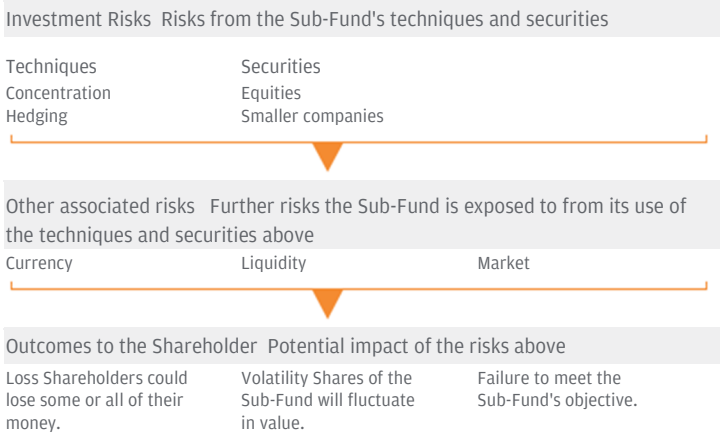 Investment Risks Risks from the Sub-Fund's techniques and securities
Techniques Securities
Concentration Equities
Hedging Smaller companies
Other associated risks Further risks the Sub-Fund is exposed to from its use of
the techniques and securities above
Currency Liquidity Market
Outcomes to the Shareholder Potential impact of the risks above
Loss Shareholders could
lose some or all of their
money.
Volatility Shares of the
Sub-Fund will fluctuate
in value.
Failure to meet the
Sub-Fund's objective.